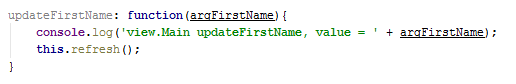 updateFirstName: function(argFirstName){
    console.log('view.Main updateFirstName, value = ' + argFirstName);
    this.refresh();
}